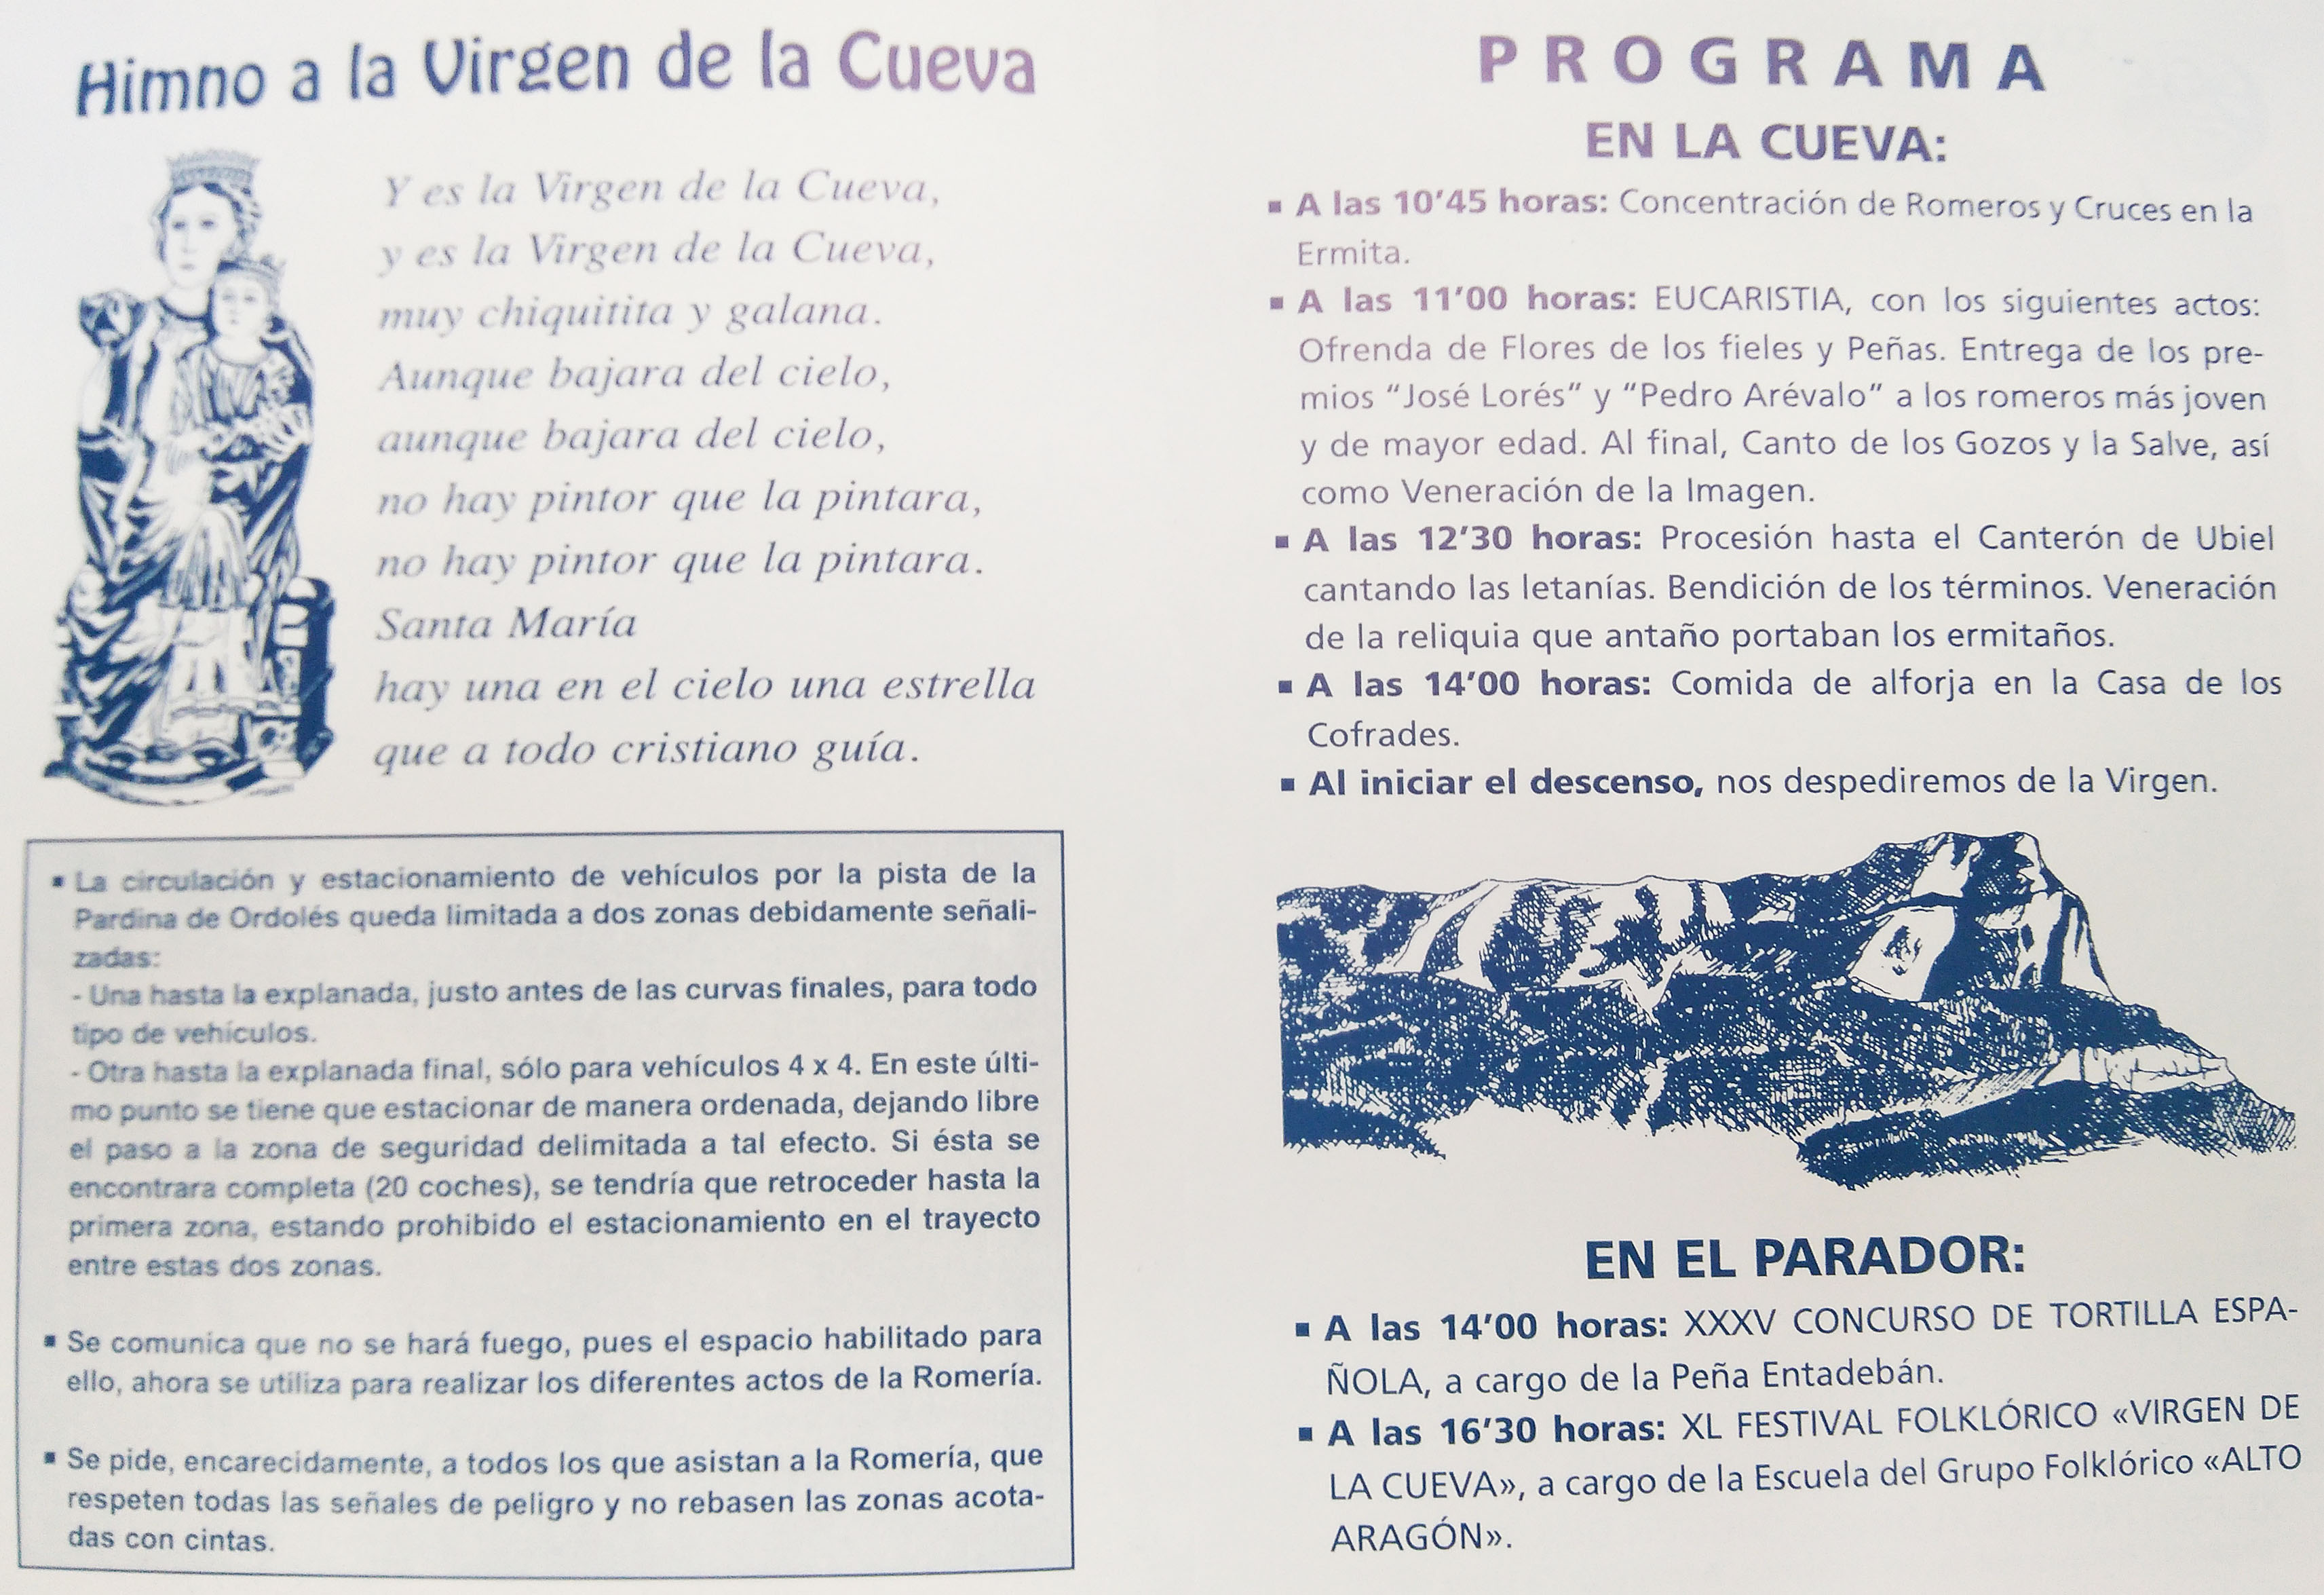 Himno a la Virgen de la Cueva
Y es la Virgen de la Cueva,
y es la Virgen de la Cueva,
muy chiquitita y galana.
Aunque bajara del cielo,
aunque bajara del cielo,
no hay pintor que la pintara,
no hay pintor que la pintara.
Santa María
hay una en el cielo una estrella
que a todo cristiano guía.
▪ La circulación y estacionamiento de vehículos por la pista de la
Pardina de Ordolés queda limitada a dos zonas debidamente señali-
zadas:
- Una hasta la explanada, justo antes de las curvas finales, para todo
tipo de vehículos.
- Otra hasta la explanada final, sólo para vehículos 4 x 4. En este últi-
mo punto se tiene que estacionar de manera ordenada, dejando libre
el paso a la zona de seguridad delimitada a tal efecto. Si ésta se
encontrara completa (20 coches), se tendría que retroceder hasta la
primera zona, estando prohibido el estacionamiento en el trayecto
entre estas dos zonas.
▪ Se comunica que no se hará fuego, pues el espacio habilitado para
ello, ahora se utiliza para realizar los diferentes actos de la Romería.
▪ Se pide, encarecidamente, a todos los que asistan a la Romería, que
respeten todas las señales de peligro y no rebasen las zonas acota-
das con cintas.
PROGRAMA
EN LA CUEVA:
▪ A las 10'45 horas: Concentración de Romeros y Cruces en la
Ermita.
▪ A las 11'00 horas: EUCARISTIA, con los siguientes actos:
Ofrenda de Flores de los fieles y Peñas. Entrega de los pre-
mios "José Lorés" y "Pedro Arévalo" a los romeros más joven
y de mayor edad. Al final, Canto de los Gozos y la Salve, así
como Veneración de la Imagen.
▪ A las 12'30 horas: Procesión hasta el Canterón de Ubiel
cantando las letanías. Bendición de los términos. Veneración
de la reliquia que antaño portaban los ermitaños.
▪ A las 14'00 horas: Comida de alforja en la Casa de los
Cofrades.
▪ Al iniciar el descenso, nos despediremos de la Virgen.
EN EL PARADOR:
▪ A las 14'00 horas: XXXV CONCURSO DE TORTILLA ESPA-
ÑOLA, a cargo de la Peña Entadebán.
▪ A las 16'30 horas: XL FESTIVAL FOLKLÓRICO «VIRGEN DE
LA CUEVA», a cargo de la Escuela del Grupo Folklórico «ALTO
ARAGÓN».